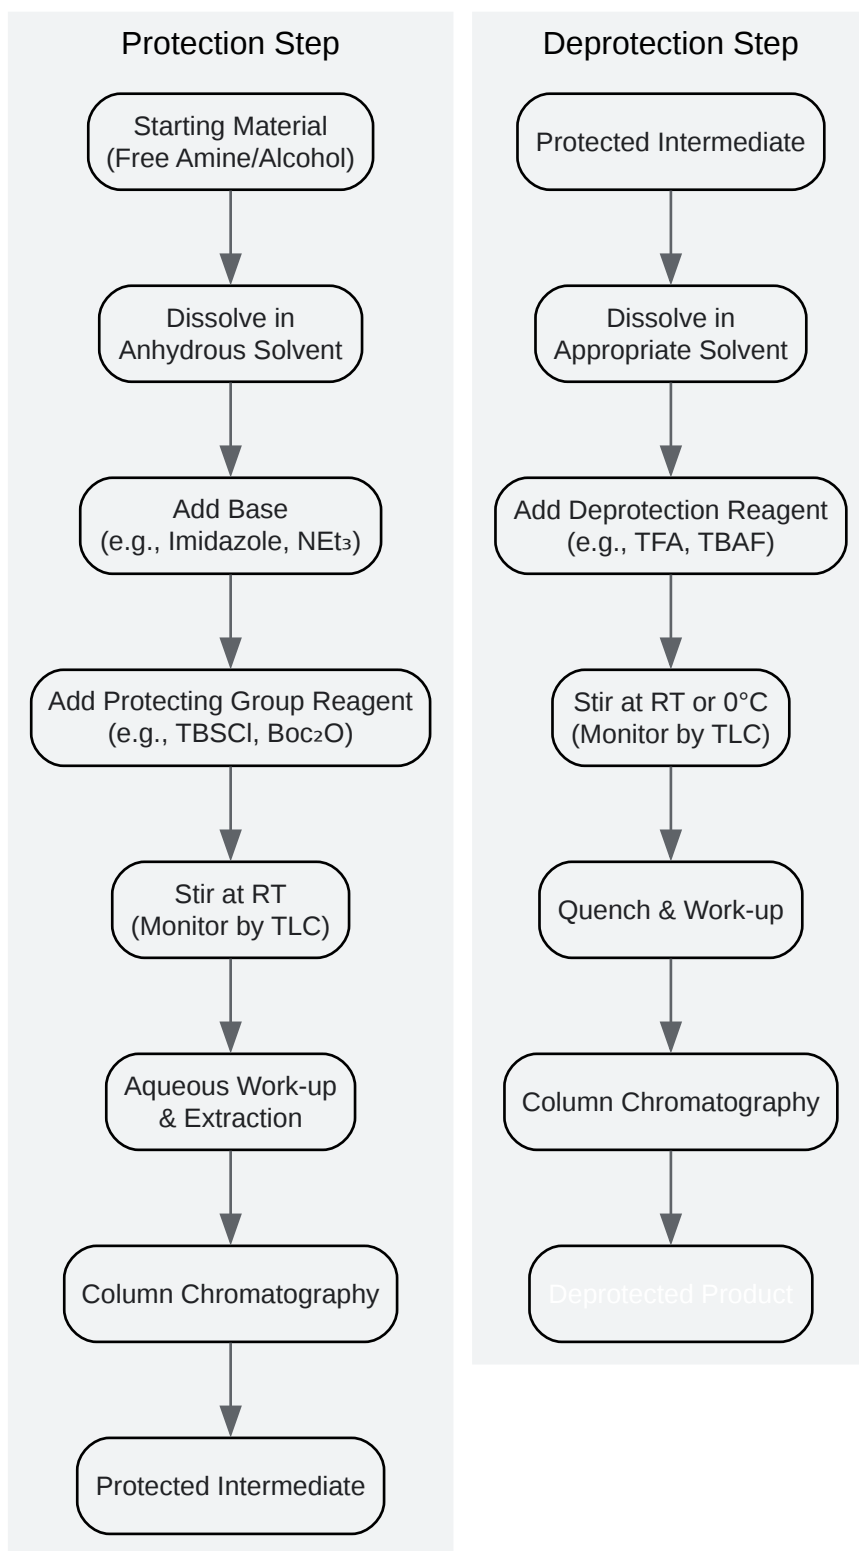 Protection Step
Starting Material
(Free Amine/Alcohol)
Dissolve in
Anhydrous Solvent
Add Base
(e.g., Imidazole, NEt₃)
Add Protecting Group Reagent
(e.g., TBSCl, Boc₂O)
Stir at RT
(Monitor by TLC)
Aqueous Work-up
& Extraction
Column Chromatography
Protected Intermediate
Deprotection Step
Protected Intermediate
Dissolve in
Appropriate Solvent
Add Deprotection Reagent
(e.g., TFA, TBAF)
Stir at RT or 0°C
(Monitor by TLC)
Quench & Work-up
Column Chromatography
Deprotected Product